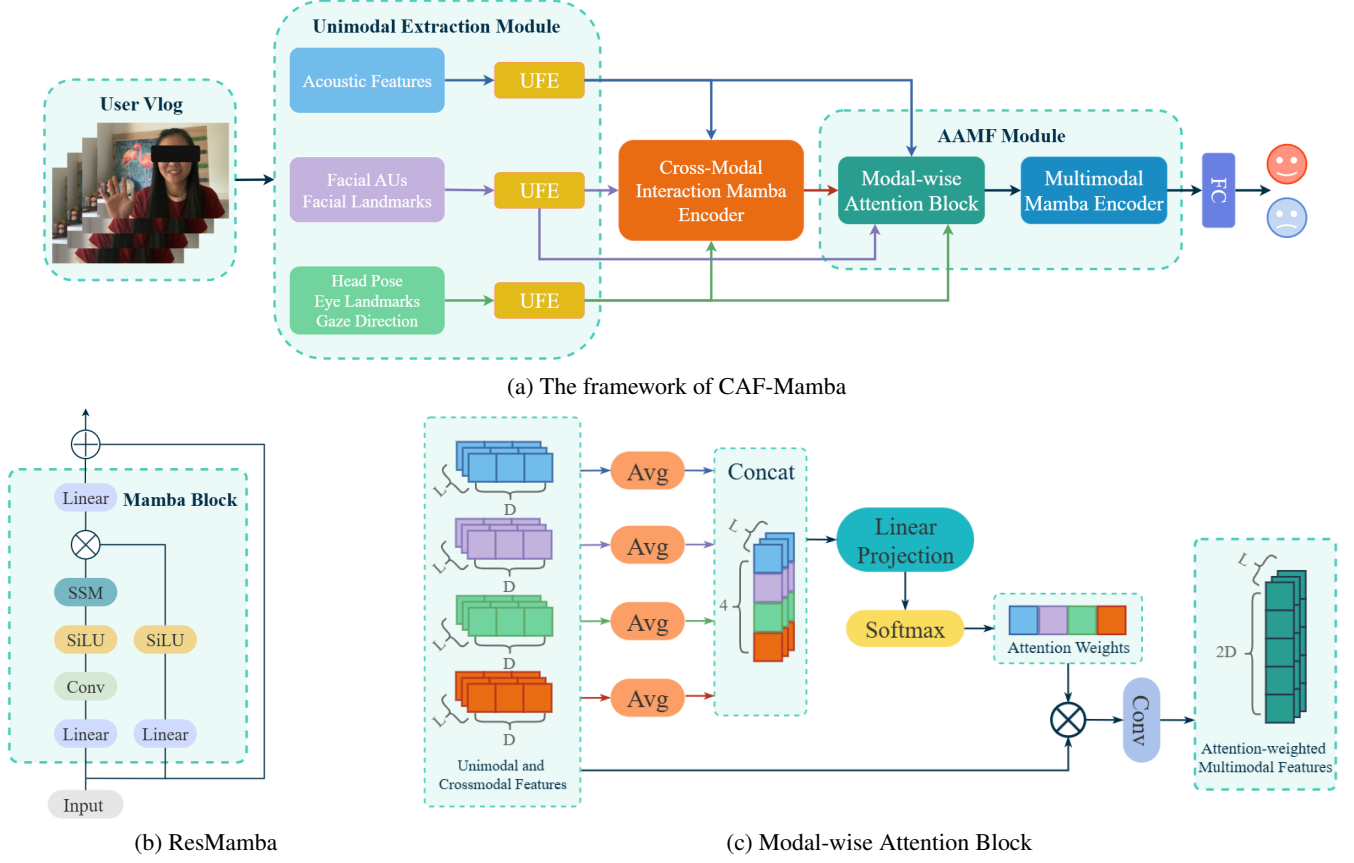 Unimodal Extraction Module
User Vlog
Acoustic Features
UFE
Facial AUs
Facial Landmarks
UFE
Head Pose
Eye Landmarks
Gaze Direction
UFE
Cross-Modal
Interaction Mamba
Encoder
AAMF Module
Modal-wise
Attention Block
Multimodal
Mamba Encoder
FC
(a) The framework of CAF-Mamba
Mamba Block
Linear
SSM
SiLU
SiLU
Conv
Linear
Linear
Input
(b) ResMamba
L
D
L
D
L
D
L
D
Unimodal and
Crossmodal Features
Avg
Avg
Avg
Avg
Concat
L
4
Linear
Projection
Softmax
Attention Weights
Conv
L
2D
Attention-weighted
Multimodal Features
(c) Modal-wise Attention Block